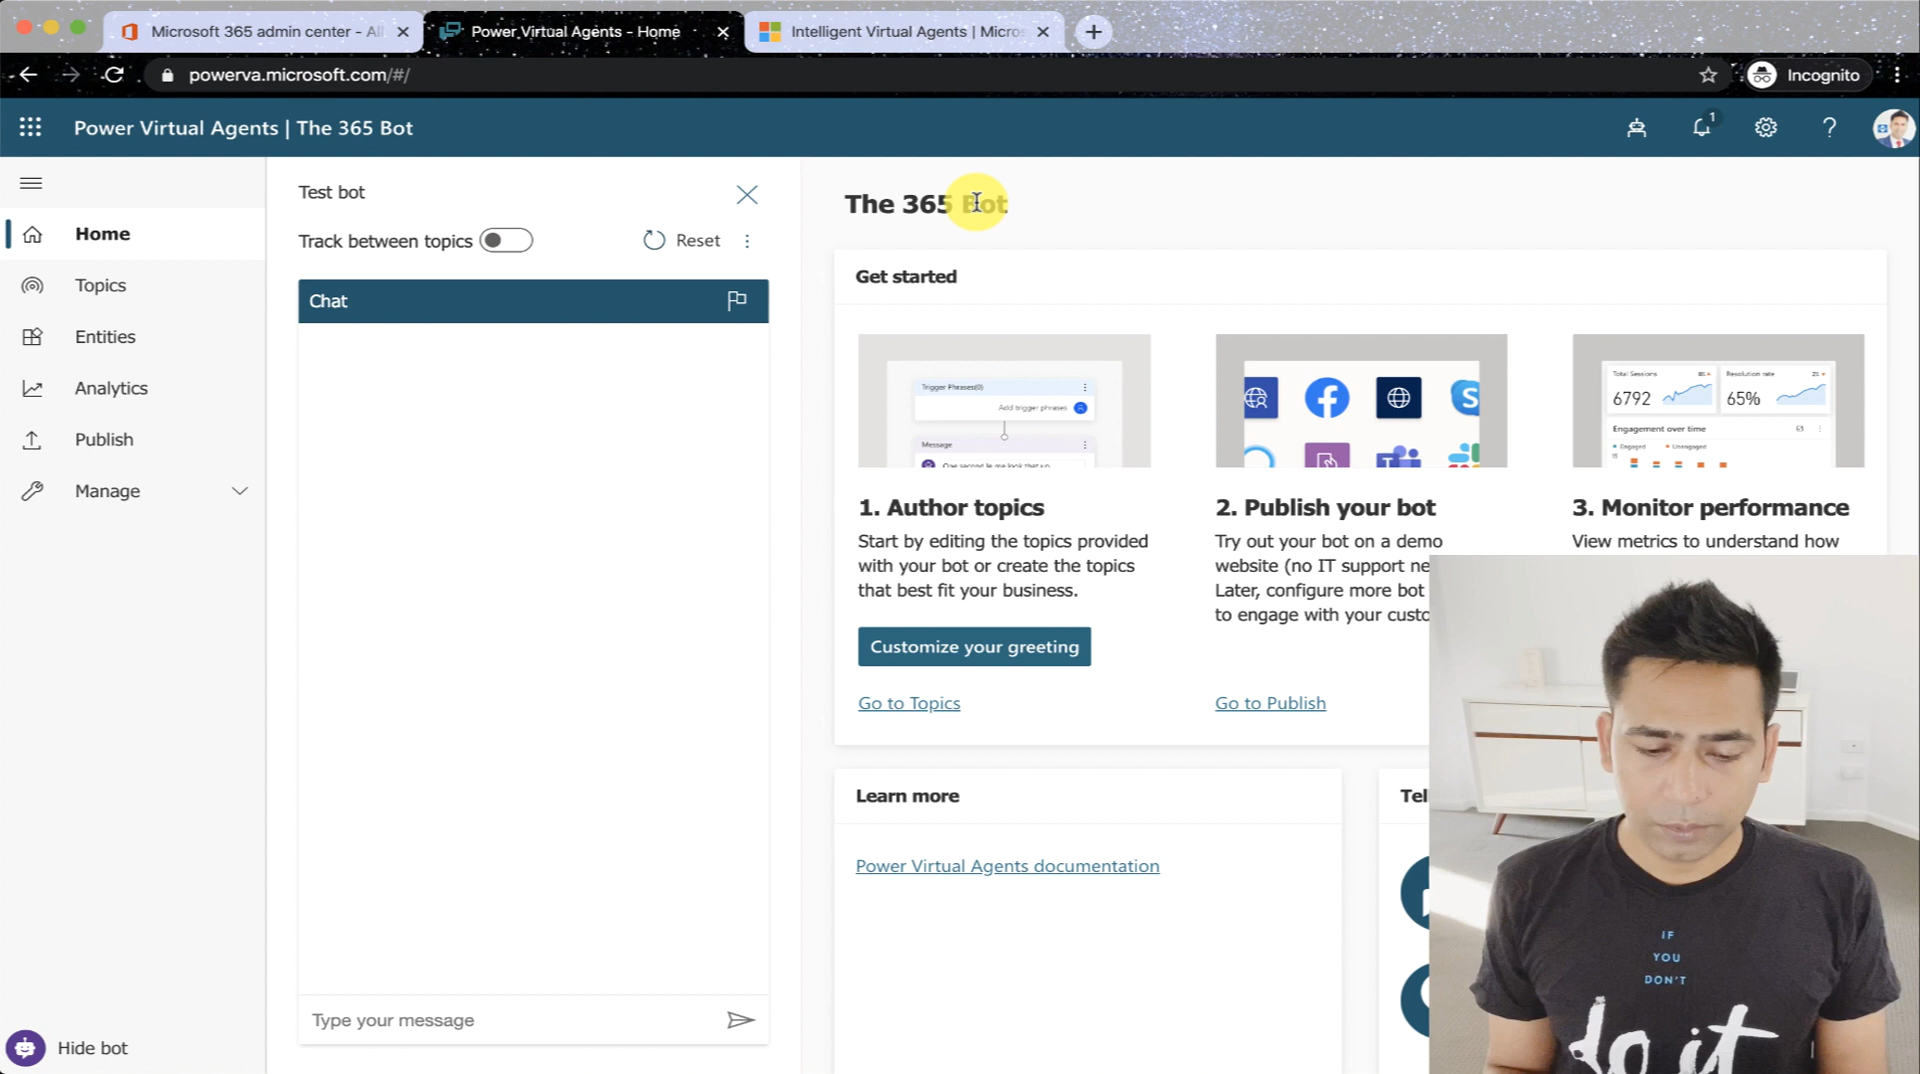 Microsoft 365 admin center - Al
Power Virtual Agents - Home
Intelligent Virtual Agents | Micros
powerva.microsoft.com/#/
Incognito
Power Virtual Agents | The 365 Bot
1
?
Home
Topics
Entities
Analytics
Publish
Manage
Hide bot
Test bot
Track between topics
Reset
Chat
Type your message
The 365 Bot
Get started
Trigger Phrases(0)
Add trigger phrases
Message
Total Sessions
6792
Resolution rate
65%
Engagement over time
Engaged
Unengaged
1. Author topics
Start by editing the topics provided
with your bot or create the topics
that best fit your business.
Customize your greeting
Go to Topics
2. Publish your bot
Try out your bot on a demo
website (no IT support ne
Later, configure more bot
to engage with your custo
Go to Publish
3. Monitor performance
View metrics to understand how
Learn more
Power Virtual Agents documentation
Tel
IF
YOU
DON'T
do it